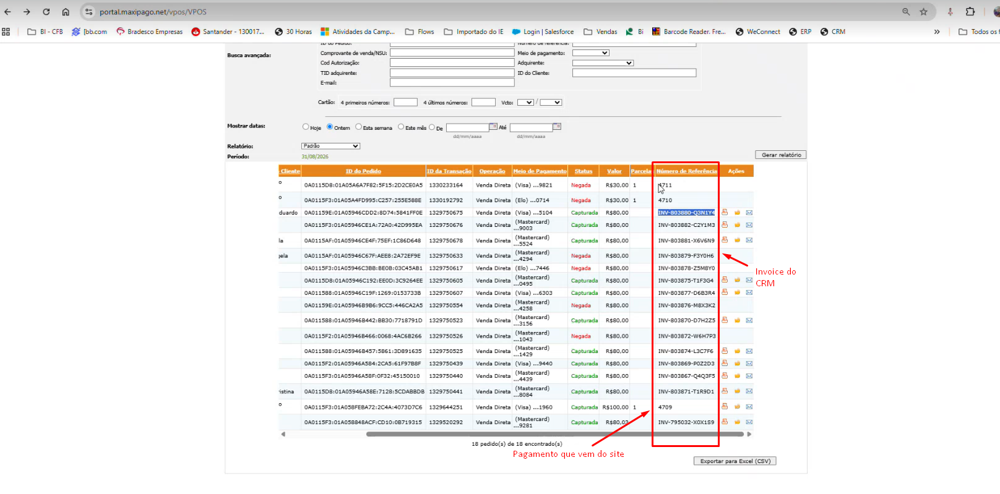 portal.maxipago.net/vpos/VPOS
BI - CFB [bb.com Bradesco Empresas Santander - 130017... 30 Horas Atividades da Camp... Flows Importado do IE Login | Salesforce Vendas Bi Barcode Reader. Fre... WeConnect ERP CRM » Todos os f
ID do Pedido: Número de referência:
Busca avançada: Comprovante de venda/NSU: Meio de pagamento:
Cod Autorização: Adquirente:
TID adquirente: ID do Cliente:
E-mail:
Cartão: 4 primeiros números: 4 últimos números: Vcto: /
Mostrar datas: Hoje Ontem Esta semana Este mês De Até
dd/mm/aaaa dd/mm/aaaa
Relatório: Padrão
Período: 31/08/2026 Gerar relatório
Cliente ID do Pedido ID da Transação Operação Meio de Pagamento Status Valor Parcelas Número de Referência Ações
o 0A0115D8:01A05A6A7F82:5F15:2D2CE0A5 1330233164 Venda Direta (Visa) ...9821 Negada R$30,00 1 4711
o 0A0115F3:01A05A4FD995:C257:255E588E 1330192792 Venda Direta (Elo) ...0714 Negada R$30,00 1 4710
duardo 0A01159E:01A05946CDD2:8D74:5841FF0E 1329750675 Venda Direta (Visa) ...5104 Capturada R$80,00 INV-803880-Q3N1Y4
0A0115F3:01A05946CE1A:72A0:42D995EA 1329750676 Venda Direta (Mastercard) ...9003 Capturada R$80,00 INV-803882-C2Y1M3
la 0A0115AF:01A05946CE4F:75EF:1C86D648 1329750678 Venda Direta (Mastercard) ...5524 Capturada R$80,00 INV-803881-X6V6N9
gela 0A0115AF:01A05946C67F:AEE8:2A72EF9E 1329750633 Venda Direta (Mastercard) ...4294 Negada R$80,00 INV-803879-F3Y0H6
0A0115F3:01A05946C3BB:BE0B:03C45AB1 1329750617 Venda Direta (Elo) ...7446 Negada R$80,00 INV-803878-Z5M8Y0
0A0115D8:01A05946C192:EE0D:3C9264EE 1329750605 Venda Direta (Mastercard) ...0495 Capturada R$80,00 INV-803875-T1F3G4
0A011588:01A05946C19F:1269:0153733B 1329750607 Venda Direta (Visa) ...6303 Capturada R$80,00 INV-803877-D6B3R4
0A01159E:01A05946B9B6:9CC5:446CA2A5 1329750554 Venda Direta (Mastercard) ...4258 Negada R$80,00 INV-803876-M8X3K2
0A011588:01A05946B442:BB30:7718791D 1329750523 Venda Direta (Mastercard) ...3156 Capturada R$80,00 INV-803870-D7H2Z5
0A0115F2:01A05946B466:0068:4AC6B266 1329750526 Venda Direta (Mastercard) ...1043 Negada R$80,00 INV-803872-W6H7P3
0A011588:01A05946B457:5861:3D891635 1329750525 Venda Direta (Mastercard) ...1429 Capturada R$80,00 INV-803874-L3C7F6
0A0115F2:01A05946A584:2CA5:61F97B8F 1329750439 Venda Direta (Visa) ...9440 Capturada R$80,00 INV-803869-P0Z2D3
0A0115F3:01A05946A58F:0F32:45150010 1329750440 Venda Direta (Mastercard) ...4439 Capturada R$80,00 INV-803867-Q4Q3F5
ristina 0A0115D8:01A05946A58E:7128:5CDABBDB 1329750441 Venda Direta (Mastercard) ...8084 Capturada R$80,00 INV-803871-T1R9D1
o 0A0115F3:01A058FEBA72:2C4A:4073D7C6 1329644251 Venda Direta (Visa) ...1960 Capturada R$100,00 1 4709
0A0115F3:01A058848ACF:CD10:0B719315 1329520292 Venda Direta (Mastercard) ...9281 Capturada R$80,03 INV-795032-X0X1S9
Invoice do
CRM
18 pedido(s) de 18 encontrado(s)
Pagamento que vem do site
Exportar para Excel (CSV)